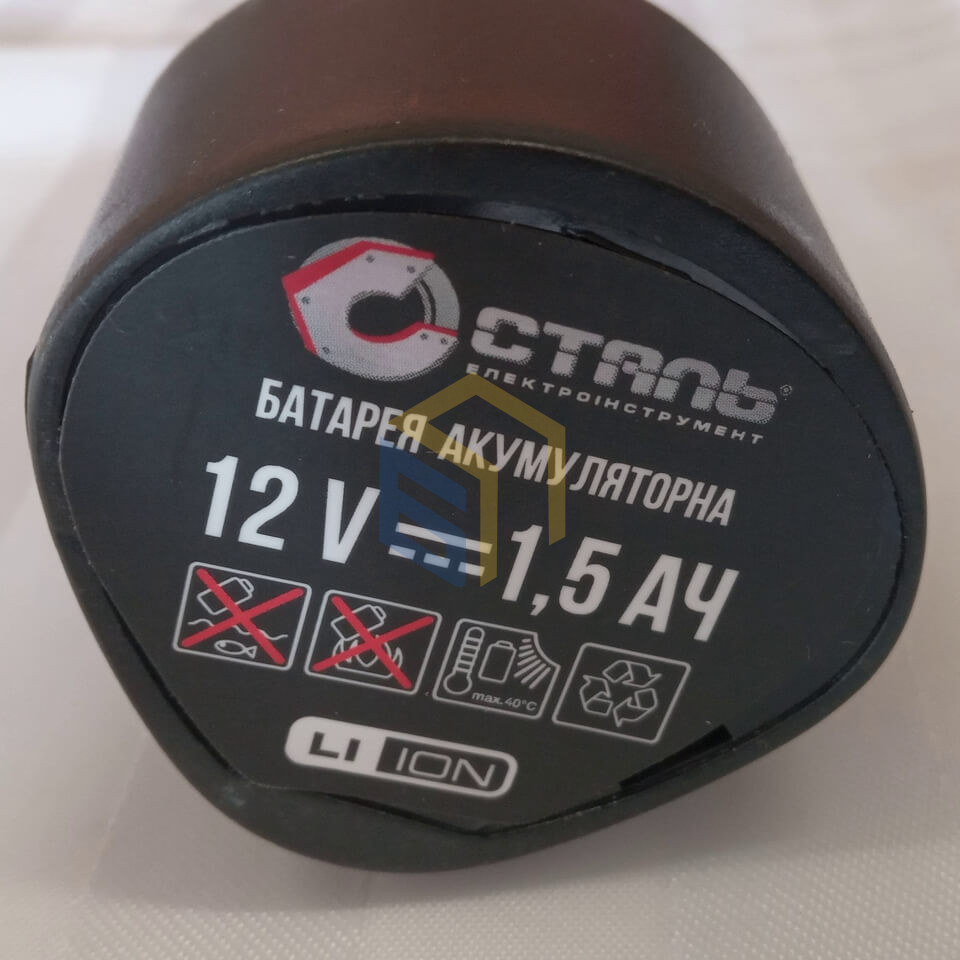 СТАЛЬ®
ЕЛЕКТРОІНСТРУМЕНТ
БАТАРЕЯ АКУМУЛЯТОРНА
12 V ⎓ 1,5 АЧ
max. 40°C
LI ION